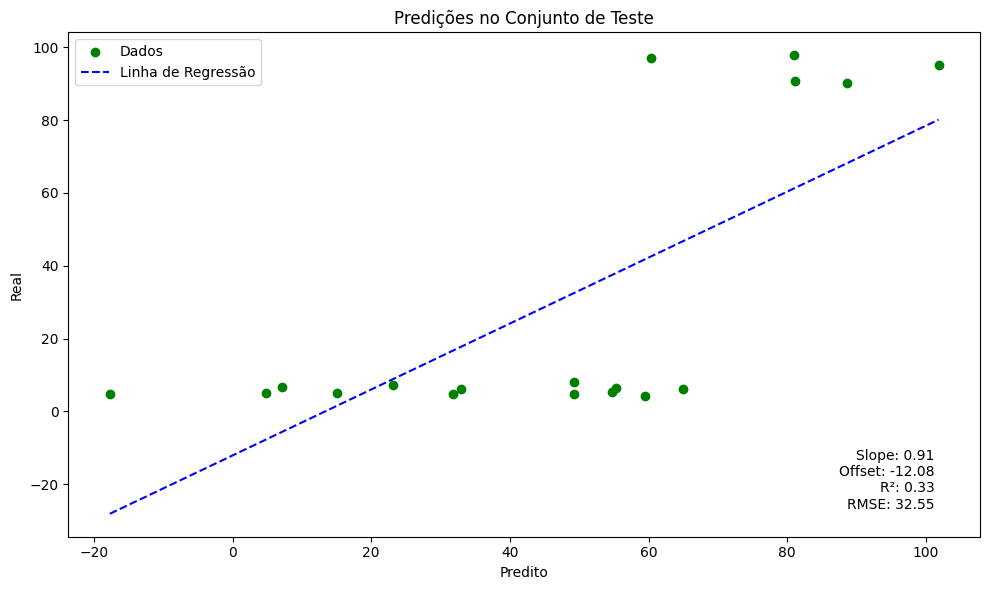 Predições no Conjunto de Teste
Dados
Linha de Regressão
100
80
60
40
20
0
−20
Real
Slope: 0.91
Offset: -12.08
R²: 0.33
RMSE: 32.55
−20
0
20
40
60
80
100
Predito